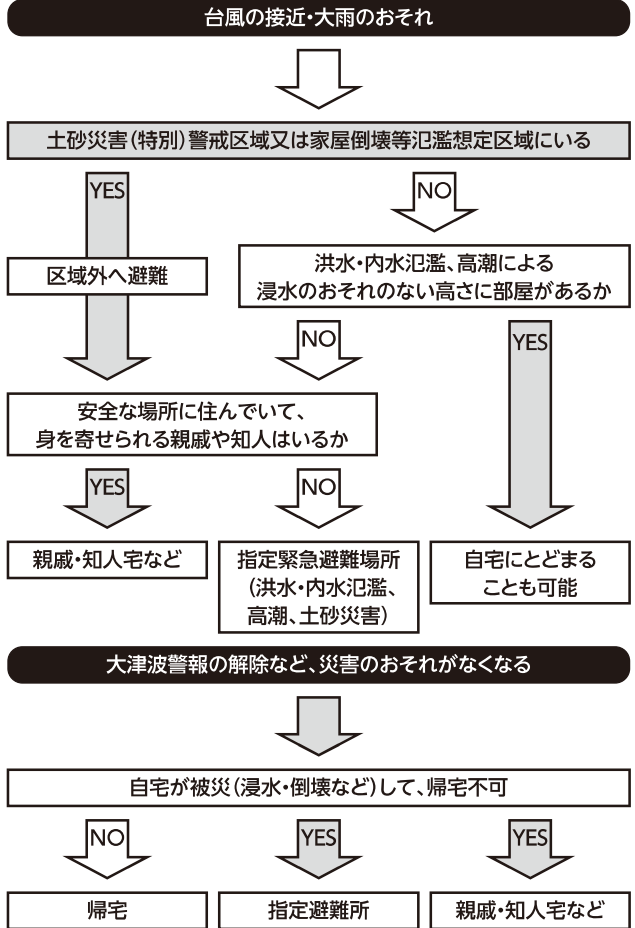 台風の接近・大雨のおそれ
土砂災害（特別）警戒区域又は家屋倒壊等氾濫想定区域にいる
YES
NO
区域外へ避難
洪水・内水氾濫、高潮による
浸水のおそれのない高さに部屋があるか
NO
YES
安全な場所に住んでいて、
身を寄せられる親戚や知人はいるか
YES
NO
親戚・知人宅など
指定緊急避難場所
（洪水・内水氾濫、
高潮、土砂災害）
自宅にとどまる
ことも可能
大津波警報の解除など、災害のおそれがなくなる
自宅が被災（浸水・倒壊など）して、帰宅不可
NO
YES
YES
帰宅
指定避難所
親戚・知人宅など